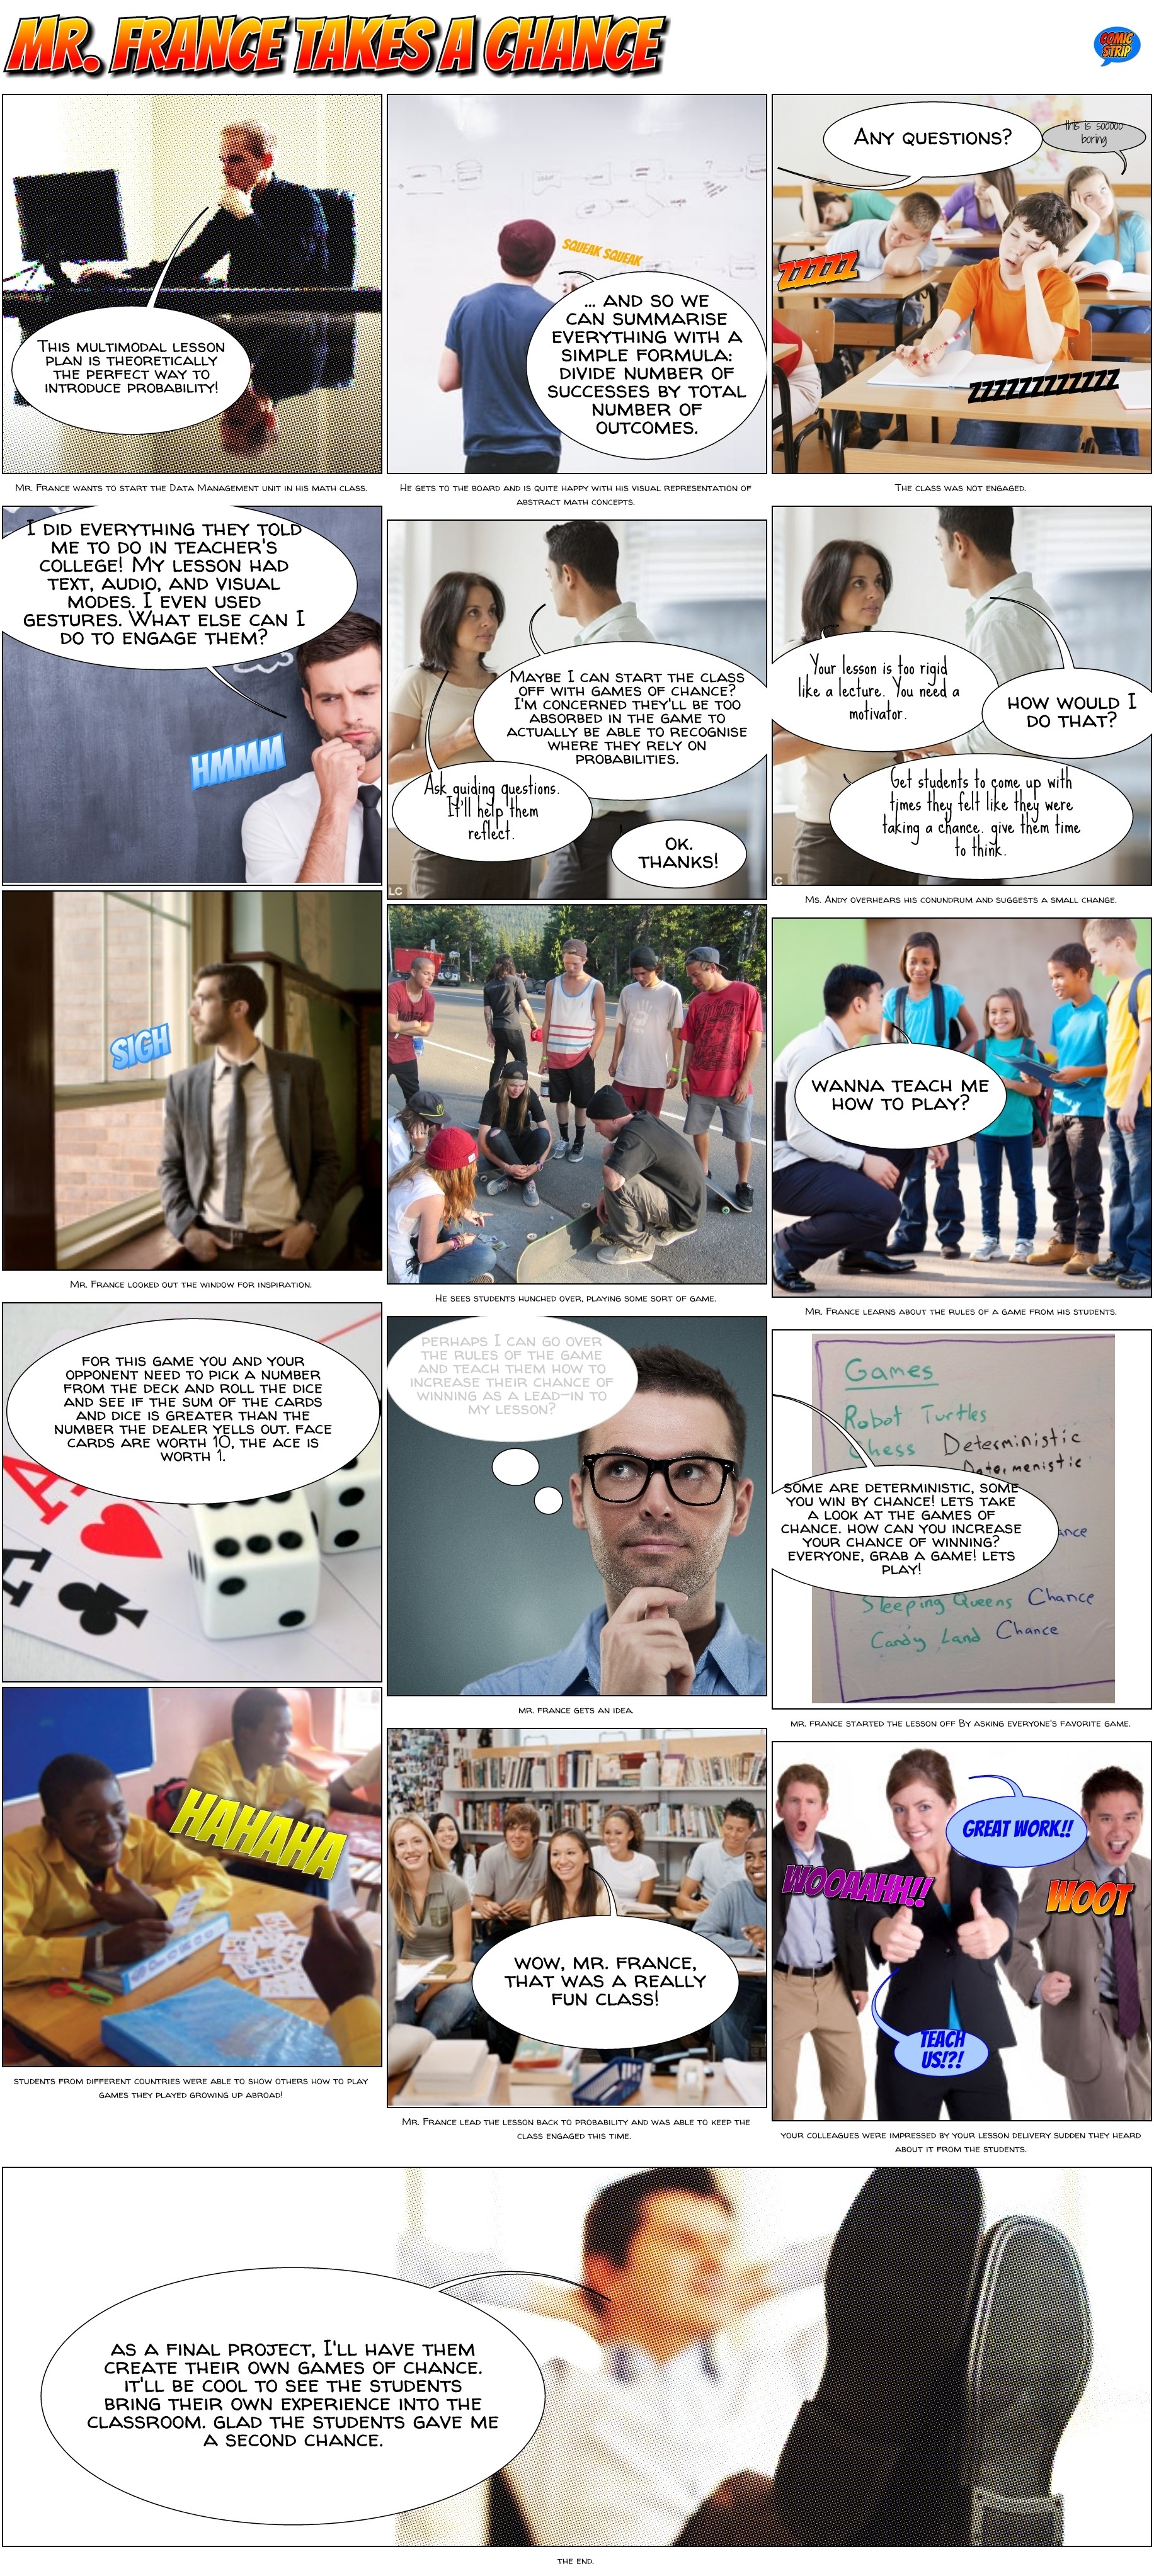 MR. FRANCE TAKES A CHANCE
COMIC
STRIP
THIS MULTIMODAL LESSON
PLAN IS THEORETICALLY
THE PERFECT WAY TO
INTRODUCE PROBABILITY!
MR. FRANCE WANTS TO START THE DATA MANAGEMENT UNIT IN HIS MATH CLASS.
SQUEAK SQUEAK
... AND SO WE
CAN SUMMARISE
EVERYTHING WITH A
SIMPLE FORMULA:
DIVIDE NUMBER OF
SUCCESSES BY TOTAL
NUMBER OF
OUTCOMES.
HE GETS TO THE BOARD AND IS QUITE HAPPY WITH HIS VISUAL REPRESENTATION OF
ABSTRACT MATH CONCEPTS.
ANY QUESTIONS?
this is sooooo
boring
ZZZZZ
ZZZZZZZZZZZZ
THE CLASS WAS NOT ENGAGED.
I DID EVERYTHING THEY TOLD
ME TO DO IN TEACHER'S
COLLEGE! MY LESSON HAD
TEXT, AUDIO, AND VISUAL
MODES. I EVEN USED
GESTURES. WHAT ELSE CAN I
DO TO ENGAGE THEM?
HMMM
MAYBE I CAN START THE CLASS
OFF WITH GAMES OF CHANCE?
I'M CONCERNED THEY'LL BE TOO
ABSORBED IN THE GAME TO
ACTUALLY BE ABLE TO RECOGNISE
WHERE THEY RELY ON
PROBABILITIES.
Ask guiding questions.
It'll help them
reflect.
OK.
THANKS!
LC
Your lesson is too rigid
like a lecture. You need a
motivator.
HOW WOULD I
DO THAT?
Get students to come up with
times they felt like they were
taking a chance. give them time
to think.
C
MS. ANDY OVERHEARS HIS CONUNDRUM AND SUGGESTS A SMALL CHANGE.
SIGH
MR. FRANCE LOOKED OUT THE WINDOW FOR INSPIRATION.
HE SEES STUDENTS HUNCHED OVER, PLAYING SOME SORT OF GAME.
WANNA TEACH ME
HOW TO PLAY?
MR. FRANCE LEARNS ABOUT THE RULES OF A GAME FROM HIS STUDENTS.
FOR THIS GAME YOU AND YOUR
OPPONENT NEED TO PICK A NUMBER
FROM THE DECK AND ROLL THE DICE
AND SEE IF THE SUM OF THE CARDS
AND DICE IS GREATER THAN THE
NUMBER THE DEALER YELLS OUT. FACE
CARDS ARE WORTH 10, THE ACE IS
WORTH 1.
PERHAPS I CAN GO OVER
THE RULES OF THE GAME
AND TEACH THEM HOW TO
INCREASE THEIR CHANCE OF
WINNING AS A LEAD-IN TO
MY LESSON?
MR. FRANCE GETS AN IDEA.
Games
Robot Turtles
Chess Deterministic
Determenistic
SOME ARE DETERMINISTIC, SOME
YOU WIN BY CHANCE! LETS TAKE
A LOOK AT THE GAMES OF
CHANCE. HOW CAN YOU INCREASE
YOUR CHANCE OF WINNING?
EVERYONE, GRAB A GAME! LETS
PLAY!
Sleeping Queens Chance
Candy Land Chance
MR. FRANCE STARTED THE LESSON OFF BY ASKING EVERYONE'S FAVORITE GAME.
HAHAHA
STUDENTS FROM DIFFERENT COUNTRIES WERE ABLE TO SHOW OTHERS HOW TO PLAY
GAMES THEY PLAYED GROWING UP ABROAD!
WOW, MR. FRANCE,
THAT WAS A REALLY
FUN CLASS!
MR. FRANCE LEAD THE LESSON BACK TO PROBABILITY AND WAS ABLE TO KEEP THE
CLASS ENGAGED THIS TIME.
GREAT WORK!!
WOOAAHH!!
WOOT
TEACH
US!?!
YOUR COLLEAGUES WERE IMPRESSED BY YOUR LESSON DELIVERY SUDDEN THEY HEARD
ABOUT IT FROM THE STUDENTS.
AS A FINAL PROJECT, I'LL HAVE THEM
CREATE THEIR OWN GAMES OF CHANCE.
IT'LL BE COOL TO SEE THE STUDENTS
BRING THEIR OWN EXPERIENCE INTO THE
CLASSROOM. GLAD THE STUDENTS GAVE ME
A SECOND CHANCE.
THE END.